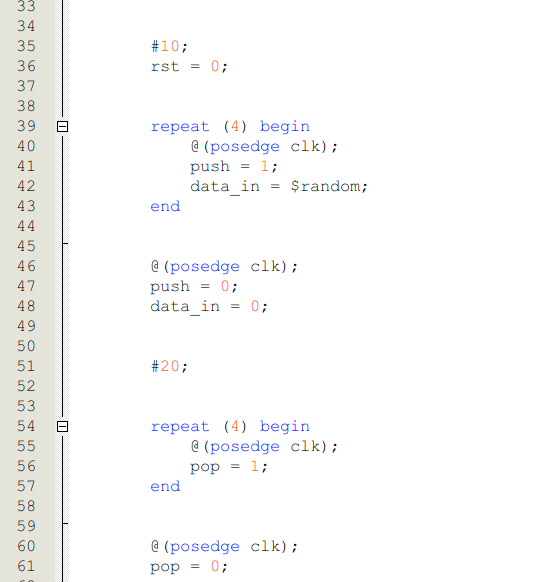 33
34
35 #10;
36 rst = 0;
37
38
39 repeat (4) begin
40 @(posedge clk);
41 push = 1;
42 data_in = $random;
43 end
44
45
46 @(posedge clk);
47 push = 0;
48 data_in = 0;
49
50
51 #20;
52
53
54 repeat (4) begin
55 @(posedge clk);
56 pop = 1;
57 end
58
59
60 @(posedge clk);
61 pop = 0;